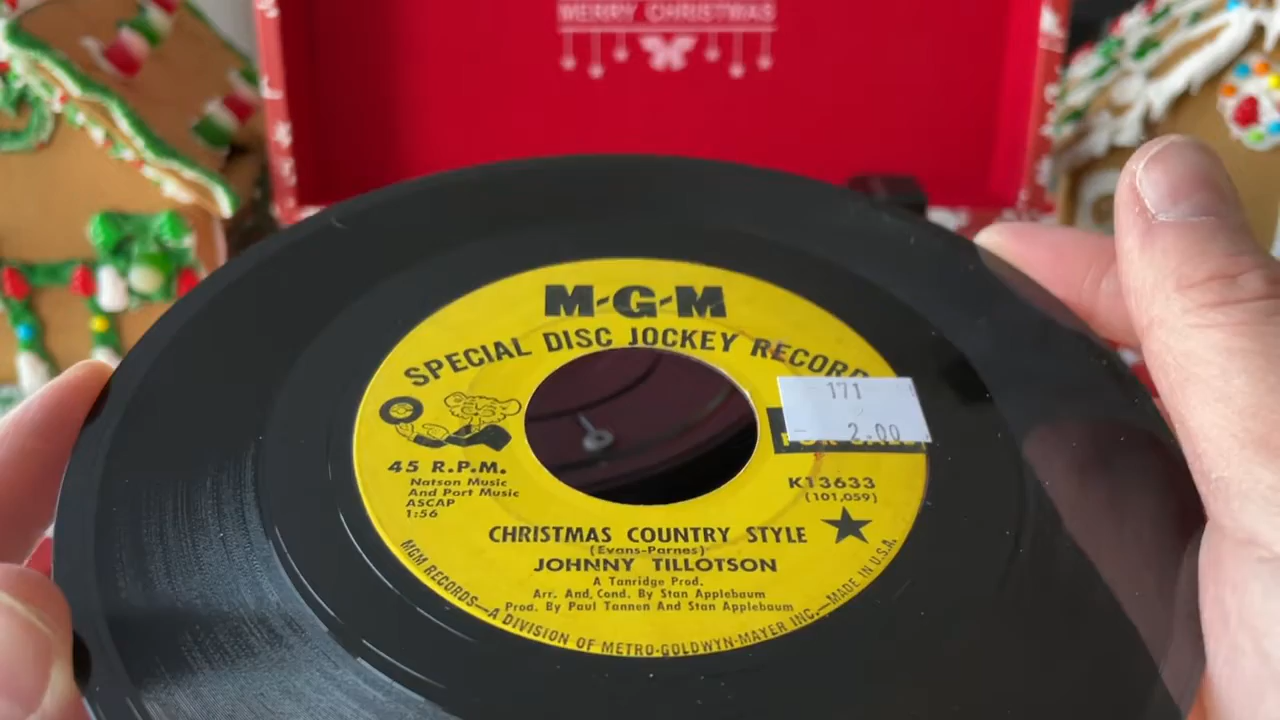 MERRY CHRISTMAS
M-G-M
SPECIAL DISC JOCKEY RECORD
171
2.00
45 R.P.M.
Natson Music
And Port Music
ASCAP
1:56
K13633
(101,059)
CHRISTMAS COUNTRY STYLE
(Evans-Parnes)
JOHNNY TILLOTSON
A Tanridge Prod.
Arr. And Cond. By Stan Applebaum
Prod. By Paul Tannen And Stan Applebaum
MGM RECORDS—A DIVISION OF METRO-GOLDWYN-MAYER INC.—MADE IN U.S.A.